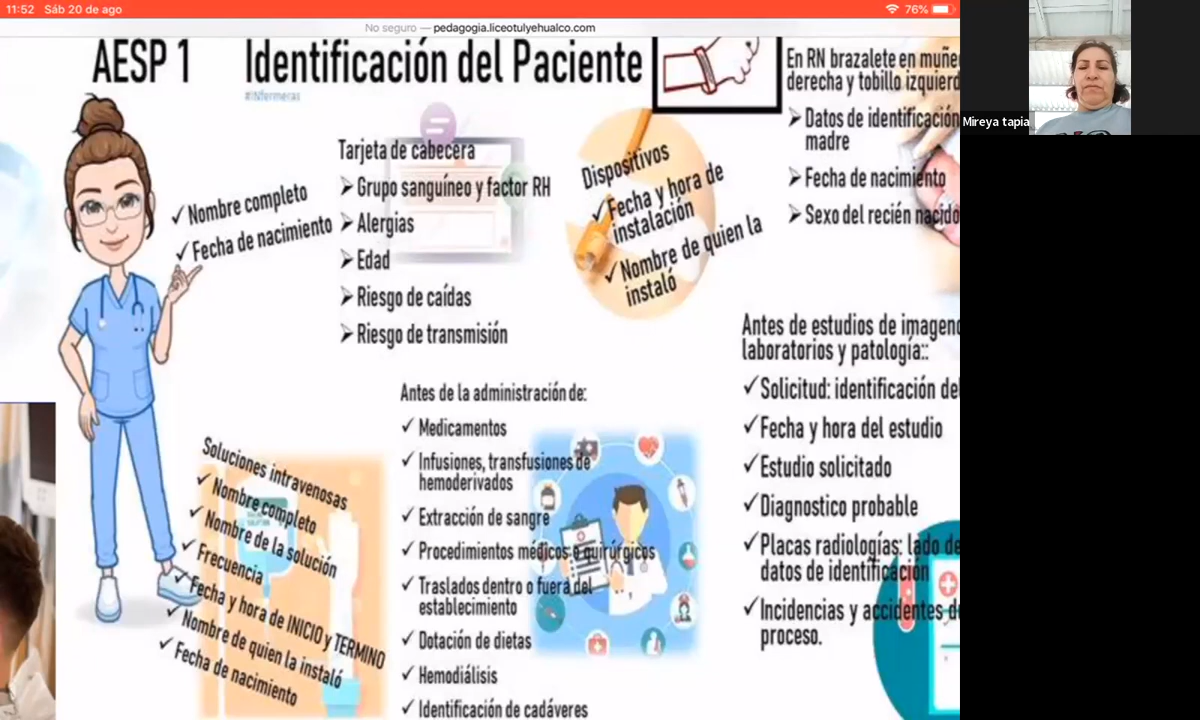 11:52 Sáb 20 de ago
76%
No seguro — pedagogia.liceotulyehualco.com
AESP 1 Identificación del Paciente
#INfermeras
Nombre completo
Fecha de nacimiento
Tarjeta de cabecera
Grupo sanguíneo y factor RH
Alergias
Edad
Riesgo de caídas
Riesgo de transmisión
Dispositivos
Fecha y hora de
instalación
Nombre de quien la
instaló
En RN brazalete en muñe
derecha y tobillo izquierd
Datos de identificación
madre
Fecha de nacimiento
Sexo del recién nacido
Mireya tapia
Soluciones intravenosas
Nombre completo
Nombre de la solución
Frecuencia
Fecha y hora de INICIO y TERMINO
Nombre de quien la instaló
Fecha de nacimiento
Antes de la administración de:
Medicamentos
Infusiones, transfusiones de
hemoderivados
Extracción de sangre
Procedimientos médicos o quirúrgicos
Traslados dentro o fuera del
establecimiento
Dotación de dietas
Hemodiálisis
Identificación de cadáveres
Antes de estudios de imageno
laboratorios y patología::
Solicitud: identificación de
Fecha y hora del estudio
Estudio solicitado
Diagnostico probable
Placas radiologías: lado de
datos de identificación
Incidencias y accidentes d
proceso.